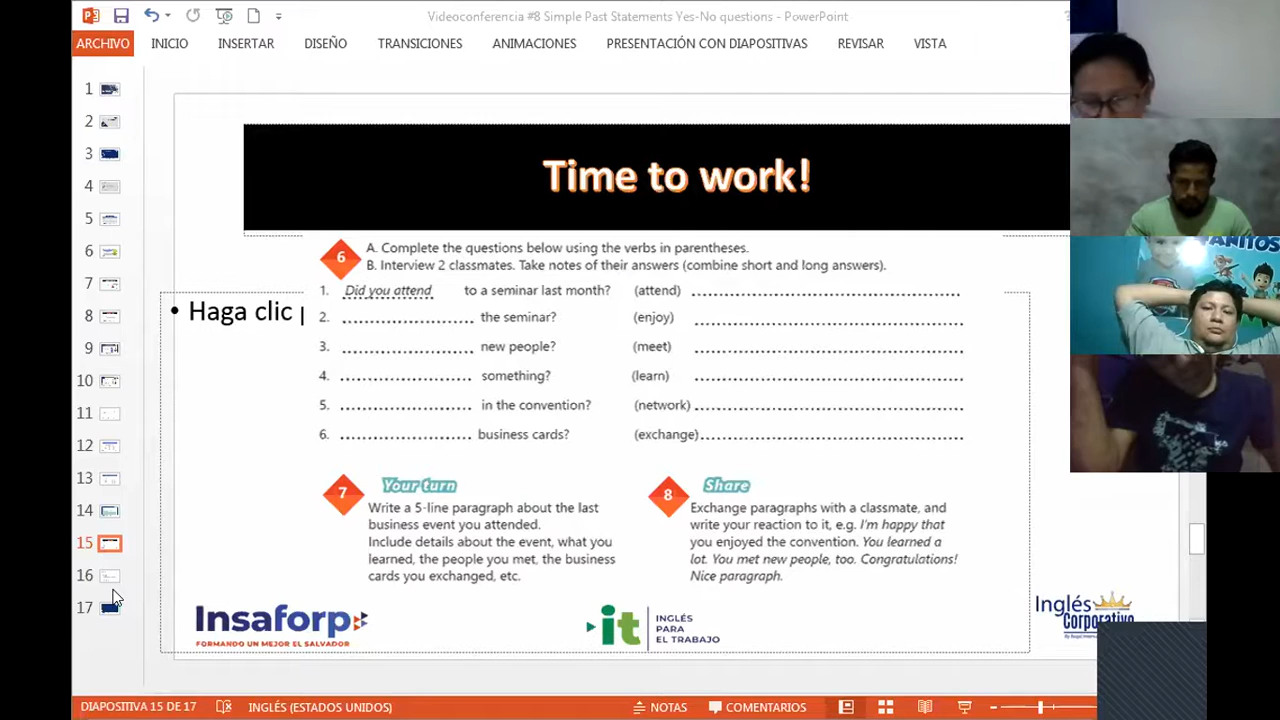 Videoconferencia #8 Simple Past Statements Yes-No questions - PowerPoint
ARCHIVO INICIO INSERTAR DISEÑO TRANSICIONES ANIMACIONES PRESENTACIÓN CON DIAPOSITIVAS REVISAR VISTA
1
2
3
4
5
6
7
8
9
10
11
12
13
14
15
16
17
Time to work!
6
A. Complete the questions below using the verbs in parentheses.
B. Interview 2 classmates. Take notes of their answers (combine short and long answers).
• Haga clic
1. Did you attend to a seminar last month? (attend)
2. the seminar? (enjoy)
3. new people? (meet)
4. something? (learn)
5. in the convention? (network)
6. business cards? (exchange)
7 Your turn
Write a 5-line paragraph about the last
business event you attended.
Include details about the event, what you
learned, the people you met, the business
cards you exchanged, etc.
8 Share
Exchange paragraphs with a classmate, and
write your reaction to it, e.g. I'm happy that
you enjoyed the convention. You learned a
lot. You met new people, too. Congratulations!
Nice paragraph.
Insaforp
FORMANDO UN MEJOR EL SALVADOR
it
INGLÉS
PARA
EL TRABAJO
Inglés
Corporativo
DIAPOSITIVA 15 DE 17 INGLÉS (ESTADOS UNIDOS) NOTAS COMENTARIOS